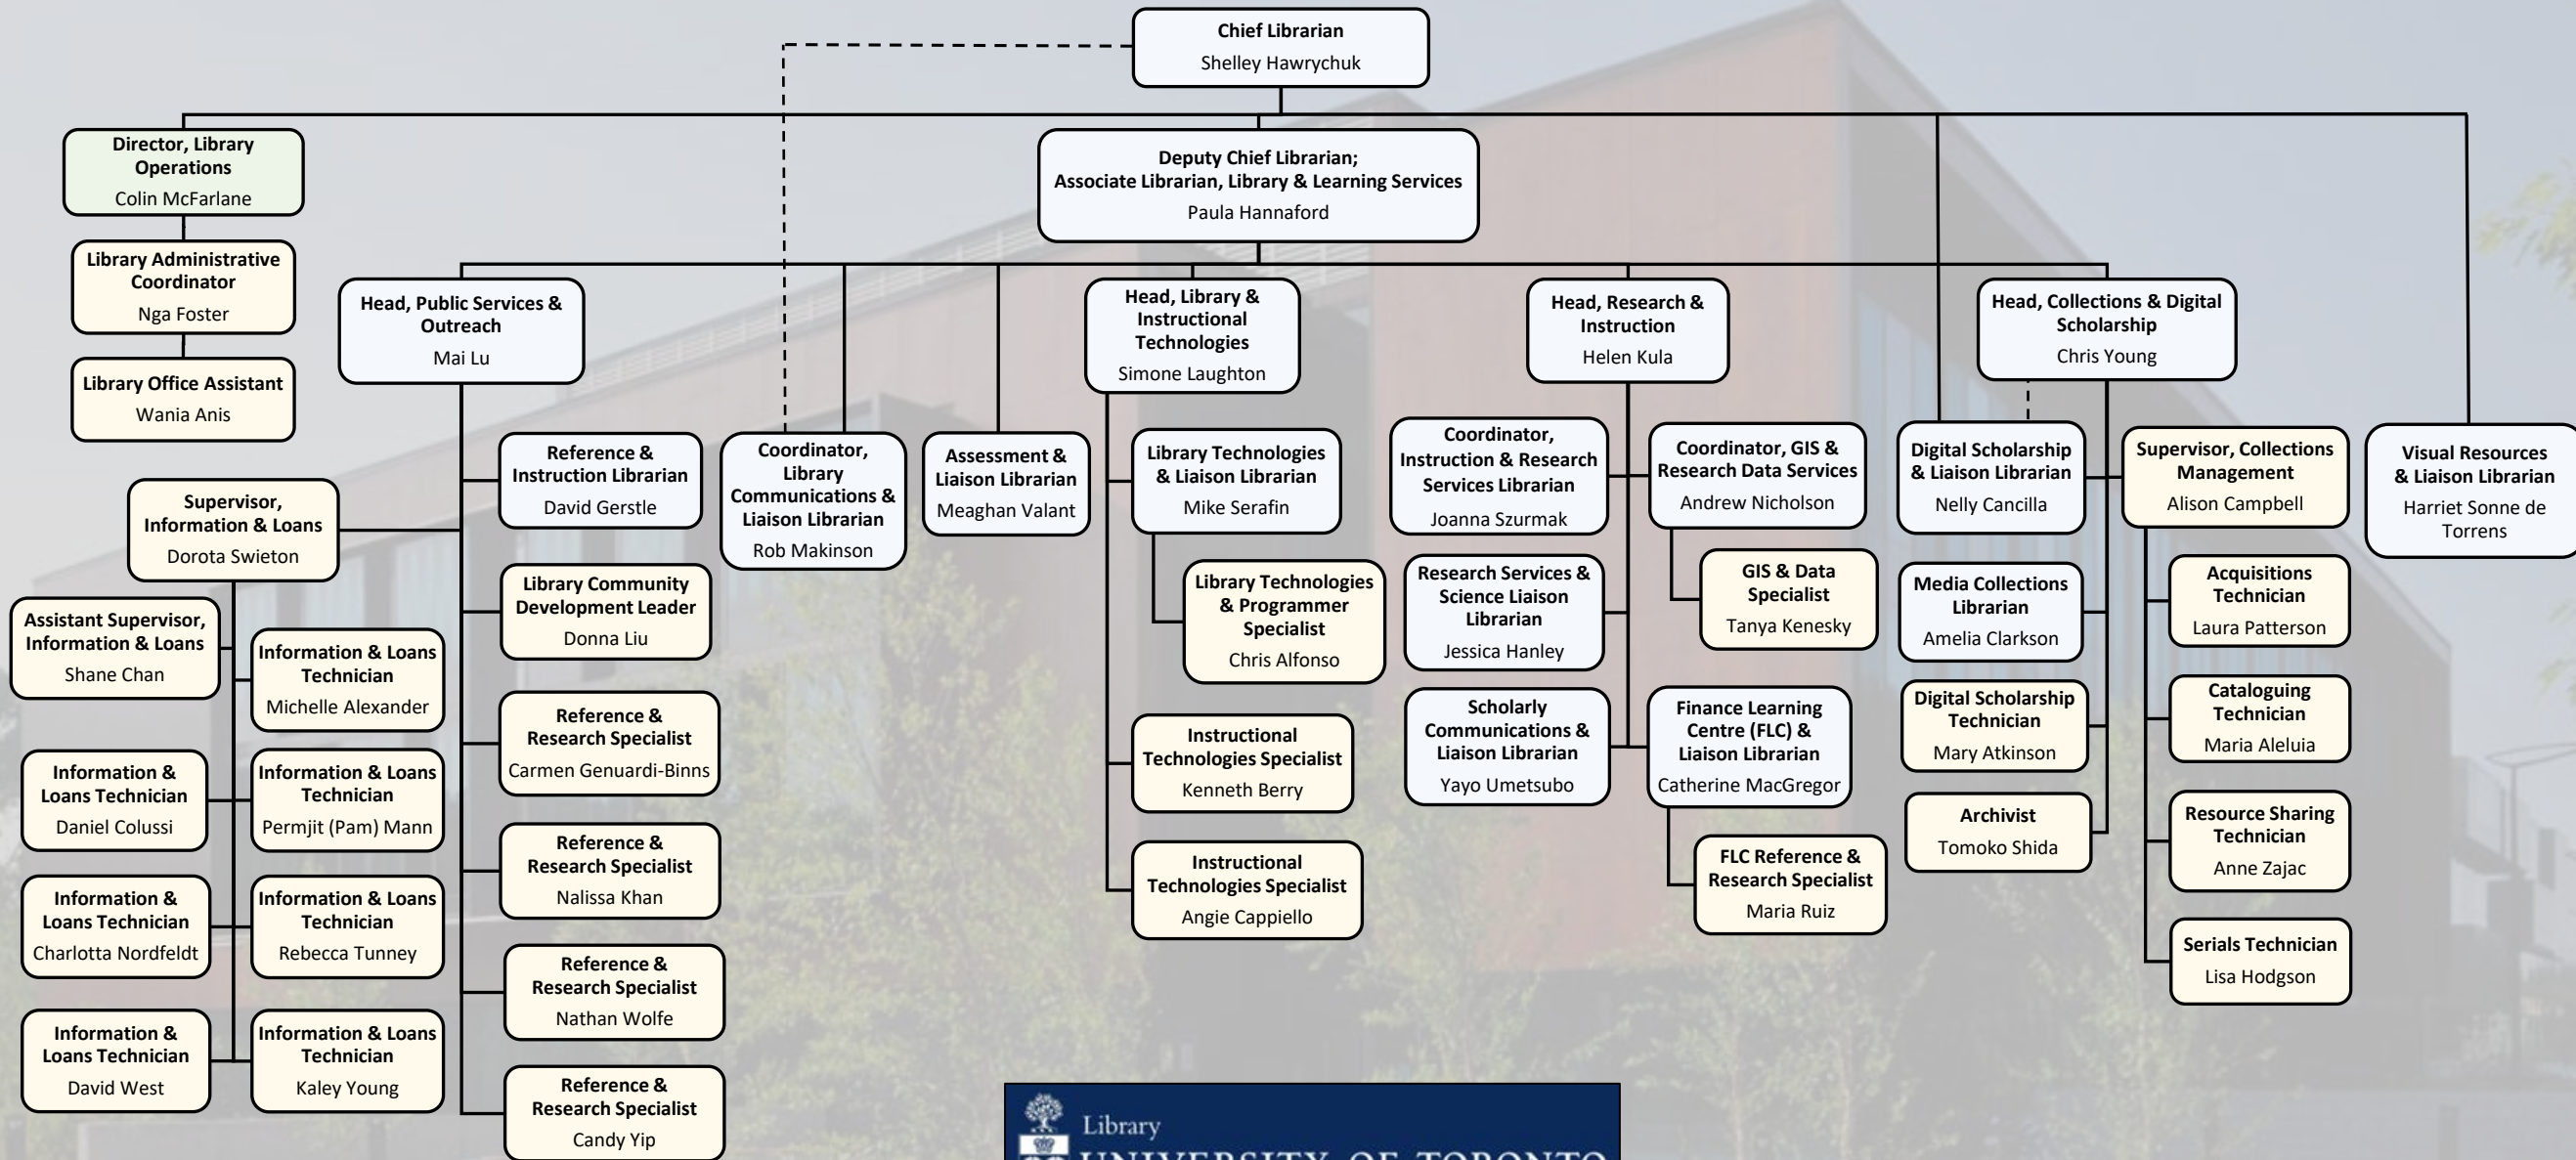 Chief Librarian
Shelley Hawrychuk
Director, Library
Operations
Colin McFarlane
Deputy Chief Librarian;
Associate Librarian, Library & Learning Services
Paula Hannaford
Library Administrative
Coordinator
Nga Foster
Library Office Assistant
Wania Anis
Head, Public Services &
Outreach
Mai Lu
Head, Library &
Instructional
Technologies
Simone Laughton
Head, Research &
Instruction
Helen Kula
Head, Collections & Digital
Scholarship
Chris Young
Supervisor,
Information & Loans
Dorota Swieton
Assistant Supervisor,
Information & Loans
Shane Chan
Information & Loans
Technician
Michelle Alexander
Information &
Loans Technician
Daniel Colussi
Information & Loans
Technician
Permjit (Pam) Mann
Information &
Loans Technician
Charlotta Nordfeldt
Information & Loans
Technician
Rebecca Tunney
Information &
Loans Technician
David West
Information & Loans
Technician
Kaley Young
Reference &
Instruction Librarian
David Gerstle
Library Community
Development Leader
Donna Liu
Reference &
Research Specialist
Carmen Genuardi-Binns
Reference &
Research Specialist
Nalissa Khan
Reference &
Research Specialist
Nathan Wolfe
Reference &
Research Specialist
Candy Yip
Coordinator,
Library
Communications &
Liaison Librarian
Rob Makinson
Assessment &
Liaison Librarian
Meaghan Valant
Library Technologies
& Liaison Librarian
Mike Serafin
Library Technologies
& Programmer
Specialist
Chris Alfonso
Instructional
Technologies Specialist
Kenneth Berry
Instructional
Technologies Specialist
Angie Cappiello
Coordinator,
Instruction & Research
Services Librarian
Joanna Szurmak
Coordinator, GIS &
Research Data Services
Andrew Nicholson
Research Services &
Science Liaison
Librarian
Jessica Hanley
GIS & Data
Specialist
Tanya Kenesky
Scholarly
Communications &
Liaison Librarian
Yayo Umetsubo
Finance Learning
Centre (FLC) &
Liaison Librarian
Catherine MacGregor
FLC Reference &
Research Specialist
Maria Ruiz
Digital Scholarship
& Liaison Librarian
Nelly Cancilla
Supervisor, Collections
Management
Alison Campbell
Media Collections
Librarian
Amelia Clarkson
Digital Scholarship
Technician
Mary Atkinson
Archivist
Tomoko Shida
Acquisitions
Technician
Laura Patterson
Cataloguing
Technician
Maria Aleluia
Resource Sharing
Technician
Anne Zajac
Serials Technician
Lisa Hodgson
Visual Resources
& Liaison Librarian
Harriet Sonne de
Torrens
Library
UNIVERSITY OF TORONTO